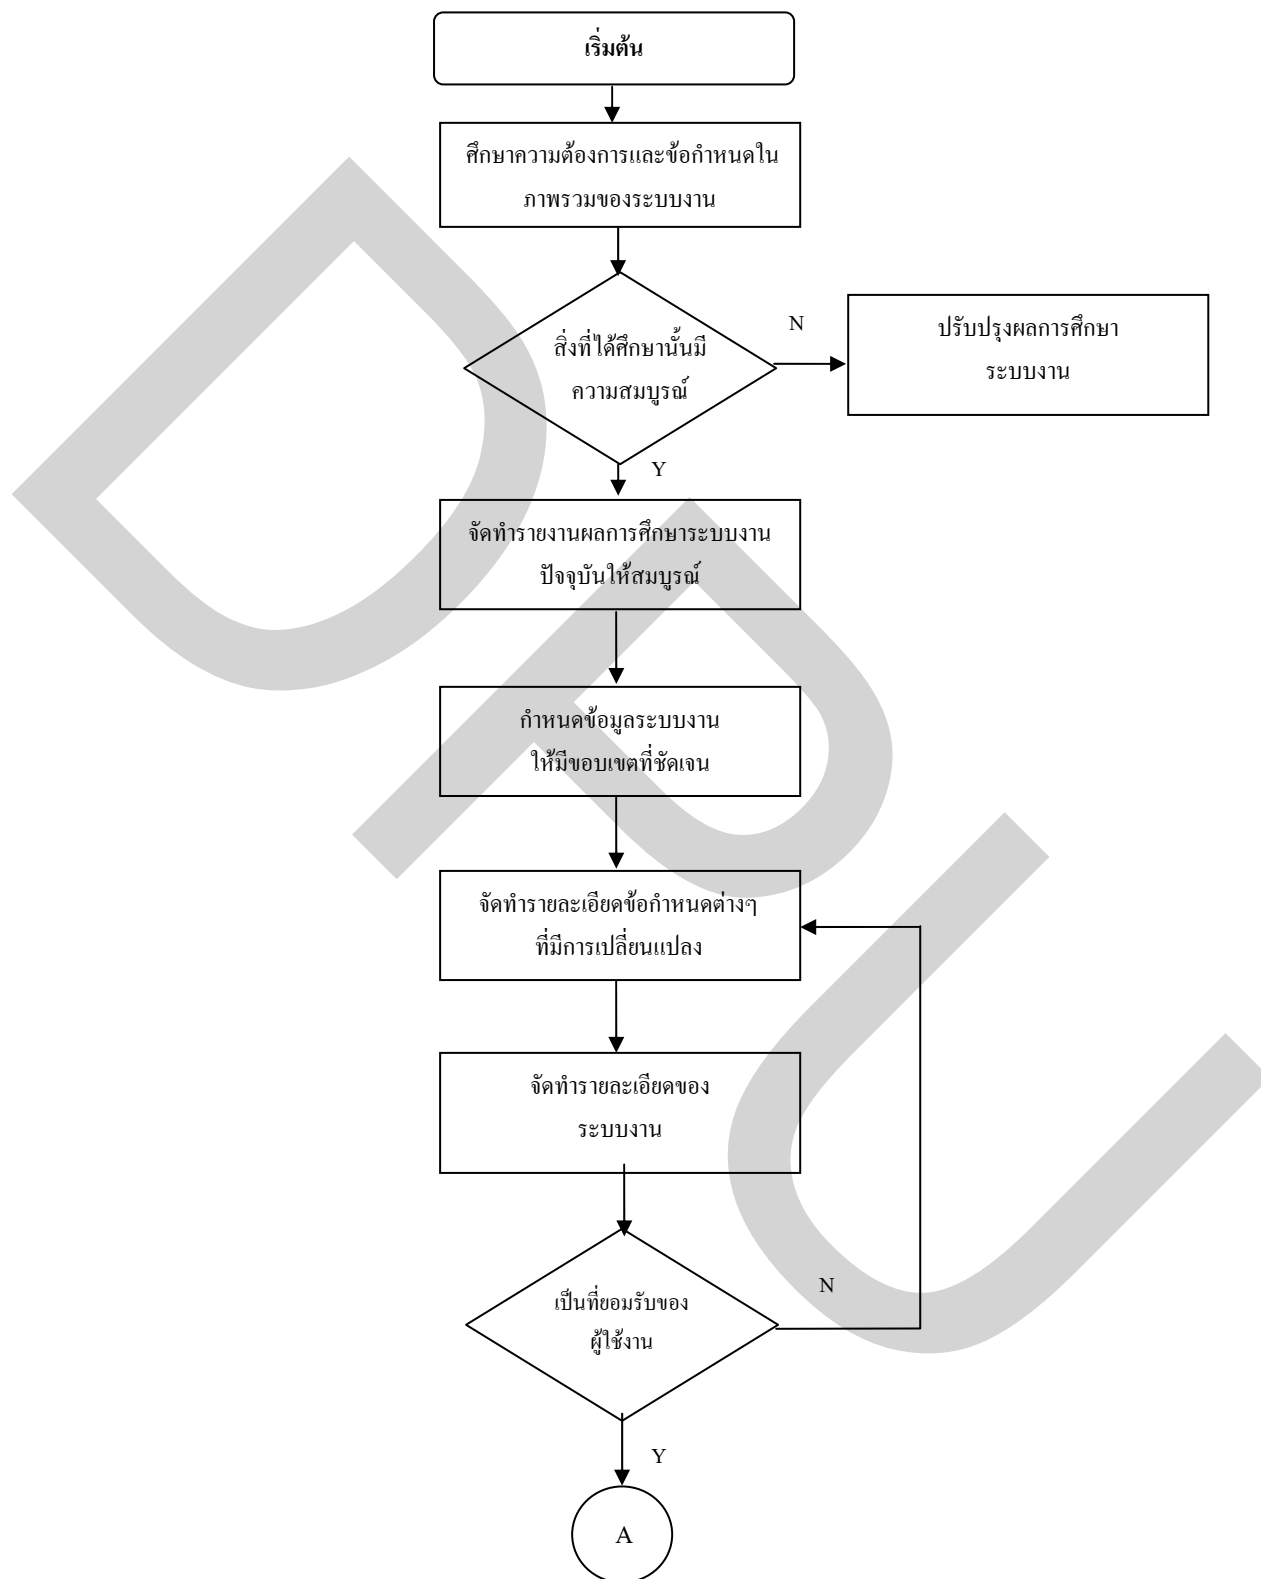 เริ่มต้น
ศึกษาความต้องการและข้อกำหนดใน
ภาพรวมของระบบงาน
สิ่งที่ได้ศึกษานั้นมี
ความสมบูรณ์
N
ปรับปรุงผลการศึกษา
ระบบงาน
Y
จัดทำรายงานผลการศึกษาระบบงาน
ปัจจุบันให้สมบูรณ์
กำหนดข้อมูลระบบงาน
ให้มีขอบเขตที่ชัดเจน
จัดทำรายละเอียดข้อกำหนดต่างๆ
ที่มีการเปลี่ยนแปลง
จัดทำรายละเอียดของ
ระบบงาน
เป็นที่ยอมรับของ
ผู้ใช้งาน
N
Y
A
DPU